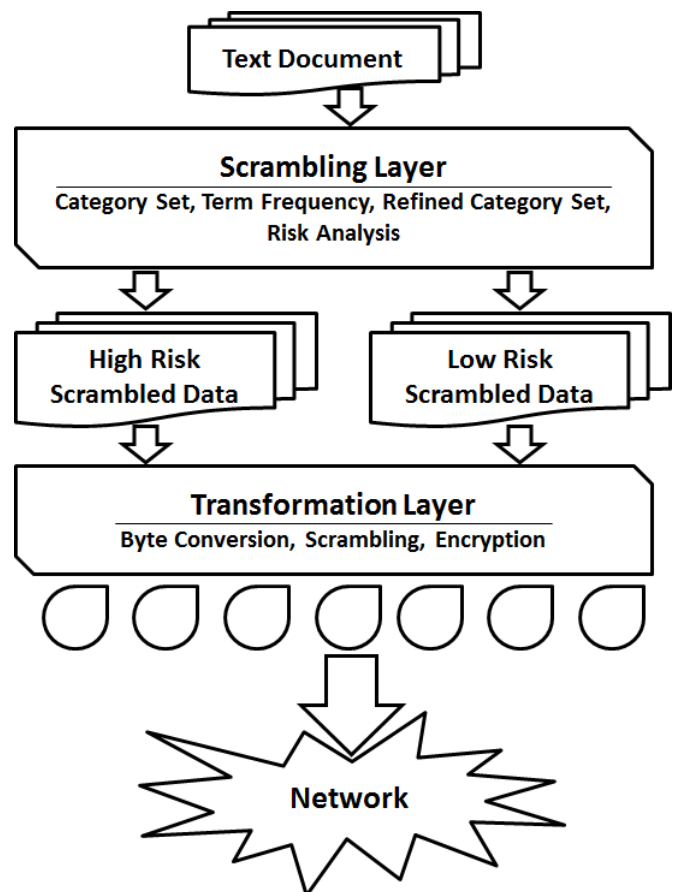 Text Document
Scrambling Layer
Category Set, Term Frequency, Refined Category Set,
Risk Analysis
High Risk
Scrambled Data
Low Risk
Scrambled Data
Transformation Layer
Byte Conversion, Scrambling, Encryption
Network